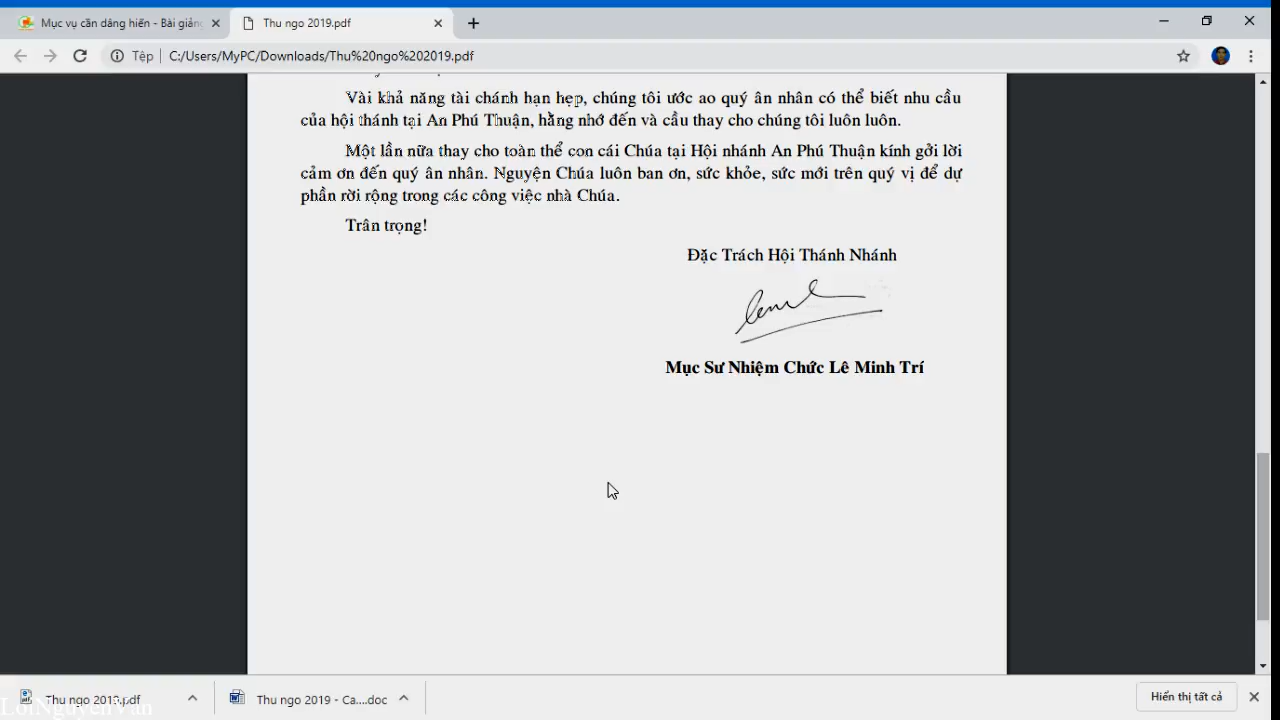 Mục vụ cần dâng hiến - Bài giảng
Thu ngo 2019.pdf
Tệp
C:/Users/MyPC/Downloads/Thu%20ngo%202019.pdf
Vài khả năng tài chánh hạn hẹp, chúng tôi ước ao quý ân nhân có thể biết nhu cầu
của hội thánh tại An Phú Thuận, hằng nhớ đến và cầu thay cho chúng tôi luôn luôn.
Một lần nữa thay cho toàn thể con cái Chúa tại Hội nhánh An Phú Thuận kính gởi lời
cảm ơn đến quý ân nhân. Nguyện Chúa luôn ban ơn, sức khỏe, sức mới trên quý vị để dự
phần rời rộng trong các công việc nhà Chúa.
Trân trọng!
Đặc Trách Hội Thánh Nhánh
Mục Sư Nhiệm Chức Lê Minh Trí
Thu ngo 2019.pdf
Thu ngo 2019 - Ca....doc
Hiển thị tất cả
LoiNguyenVan